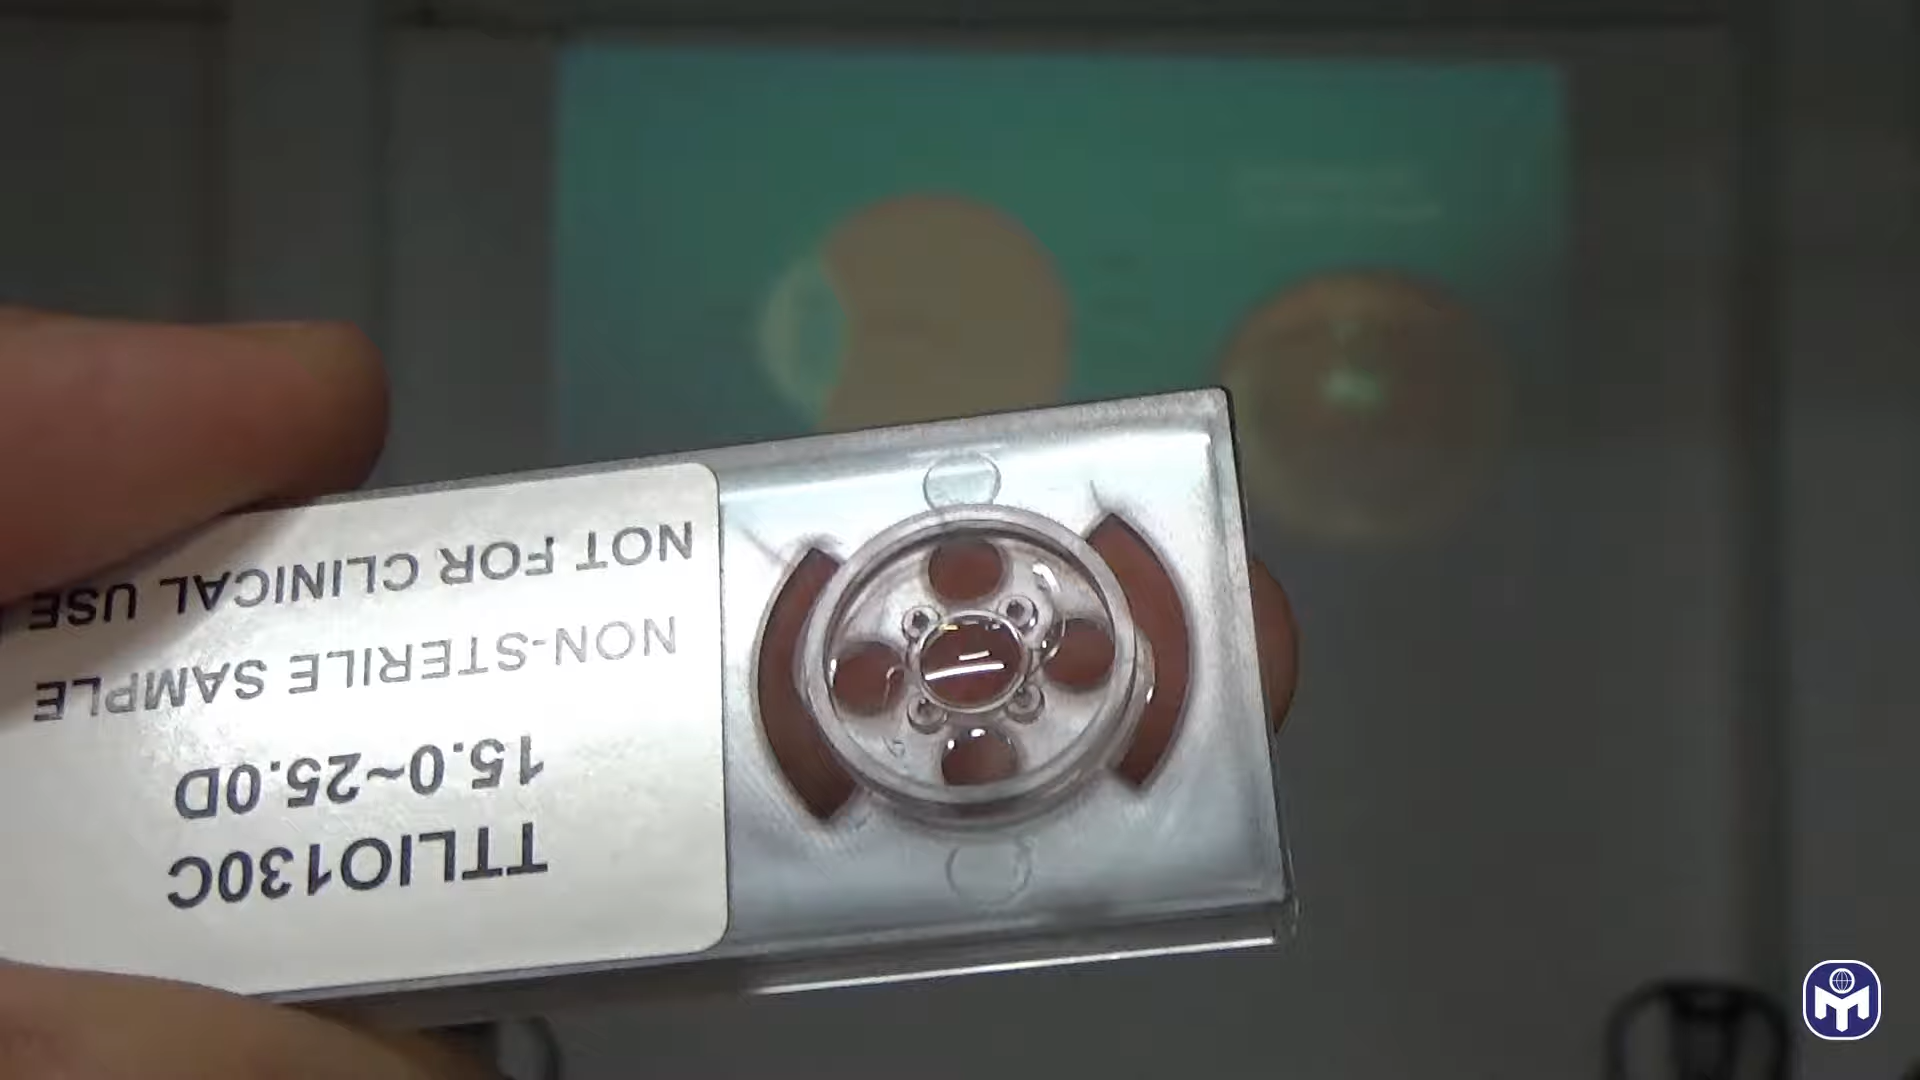 TTLIO130C
15.0~25.0D
NON-STERILE SAMPLE
NOT FOR CLINICAL USE